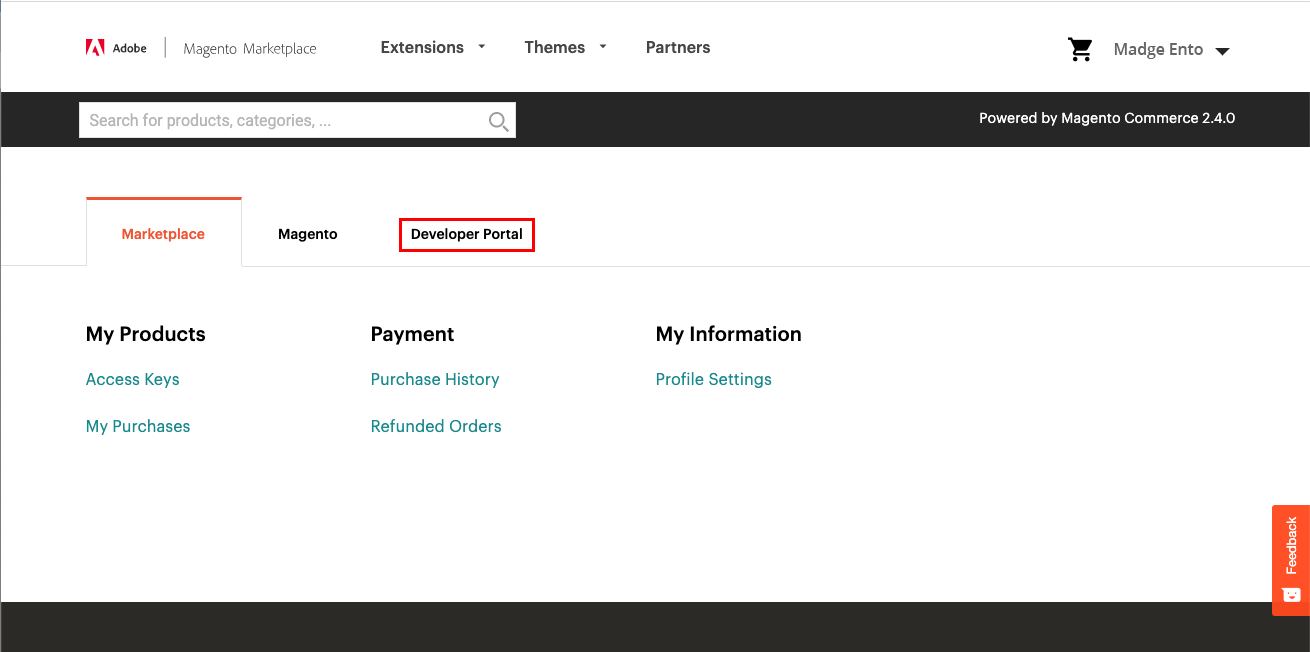 Adobe Magento Marketplace Extensions Themes Partners Madge Ento
Search for products, categories, ... Powered by Magento Commerce 2.4.0
Marketplace Magento Developer Portal
My Products Payment My Information
Access Keys Purchase History Profile Settings
My Purchases Refunded Orders
Feedback